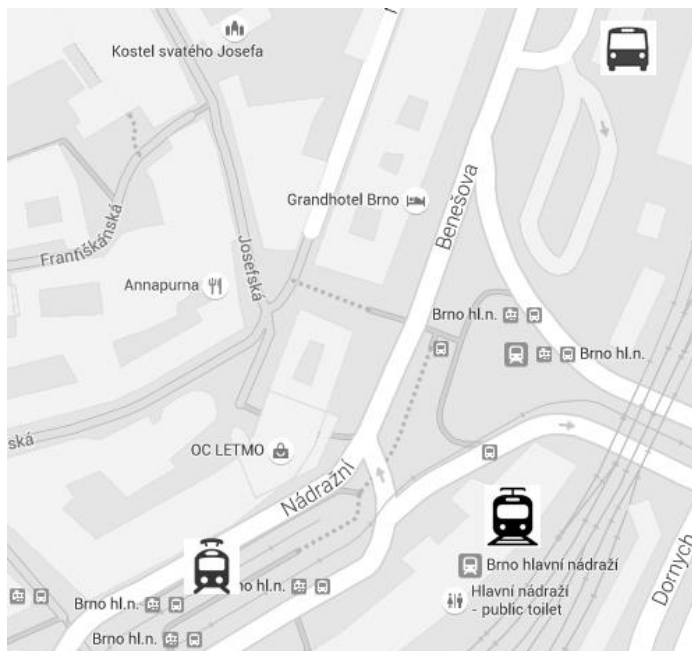 Kostel svatého Josefa
Grandhotel Brno
Benešova
Františkánská
Josefská
Annapurna
Brno hl.n.
Brno hl.n.
ská
OC LETMO
Nádražní
Brno hlavní nádraží
Brno hl.n.
Hlavní nádraží
- public toilet
Brno hl.n.
Brno hl.n.
Dornych